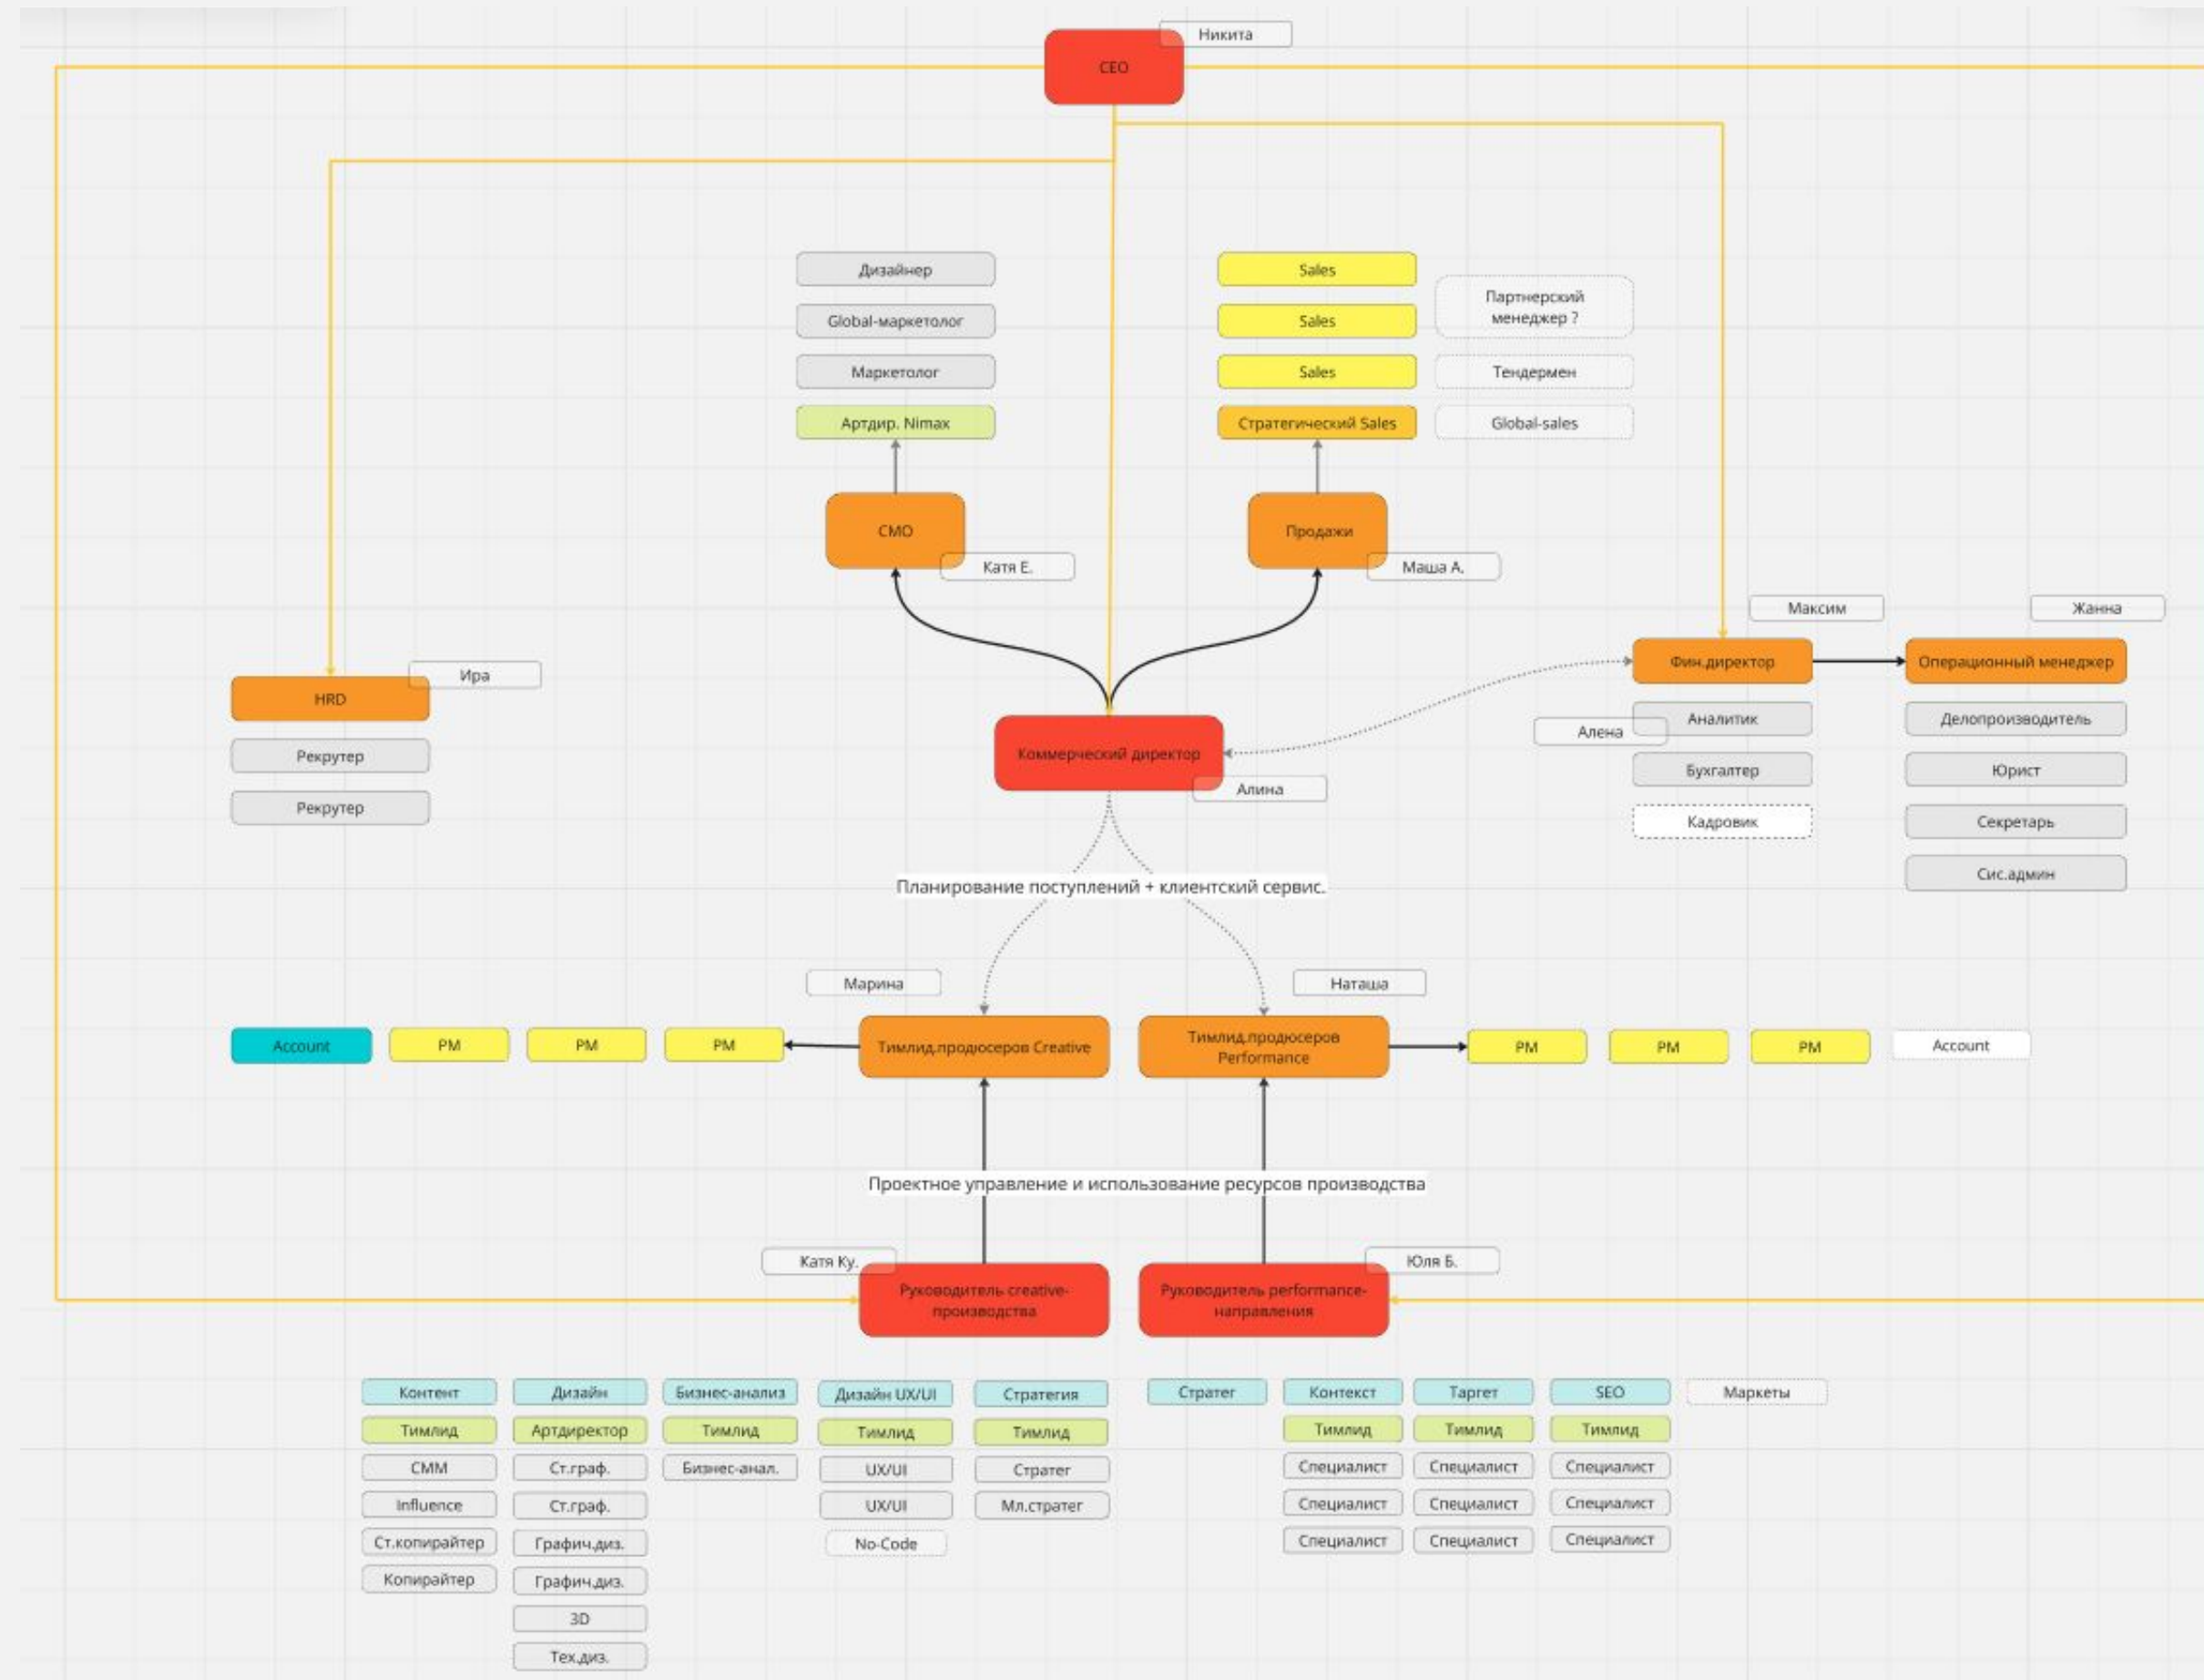 Никита
CEO
Дизайнер
Global-маркетолог
Маркетолог
Артдир. Nimax
CMO
Катя Е.
Sales
Sales
Sales
Стратегический Sales
Партнерский
менеджер ?
Тендермен
Global-sales
Продажи
Маша А.
Ира
HRD
Рекрутер
Рекрутер
Коммерческий директор
Алина
Максим
Фин.директор
Алена
Аналитик
Бухгалтер
Кадровик
Жанна
Операционный менеджер
Делопроизводитель
Юрист
Секретарь
Сис.админ
Планирование поступлений + клиентский сервис.
Марина
Account
PM
PM
PM
Тимлид.продюсеров Creative
Наташа
Тимлид.продюсеров
Performance
PM
PM
PM
Account
Проектное управление и использование ресурсов производства
Катя Ку.
Руководитель creative-
производства
Юля Б.
Руководитель performance-
направления
Контент
Тимлид
СММ
Influence
Ст.копирайтер
Копирайтер
Дизайн
Артдиректор
Ст.граф.
Ст.граф.
Графич.диз.
Графич.диз.
3D
Тех.диз.
Бизнес-анализ
Тимлид
Бизнес-анал.
Дизайн UX/UI
Тимлид
UX/UI
UX/UI
No-Code
Стратегия
Тимлид
Стратег
Мл.стратег
Стратег
Контекст
Тимлид
Специалист
Специалист
Специалист
Таргет
Тимлид
Специалист
Специалист
Специалист
SEO
Тимлид
Специалист
Специалист
Специалист
Маркеты